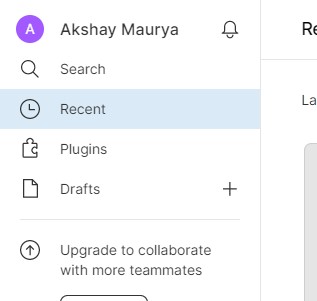 A Akshay Maurya
Re
Search
Recent
La
Plugins
Drafts
Upgrade to collaborate
with more teammates